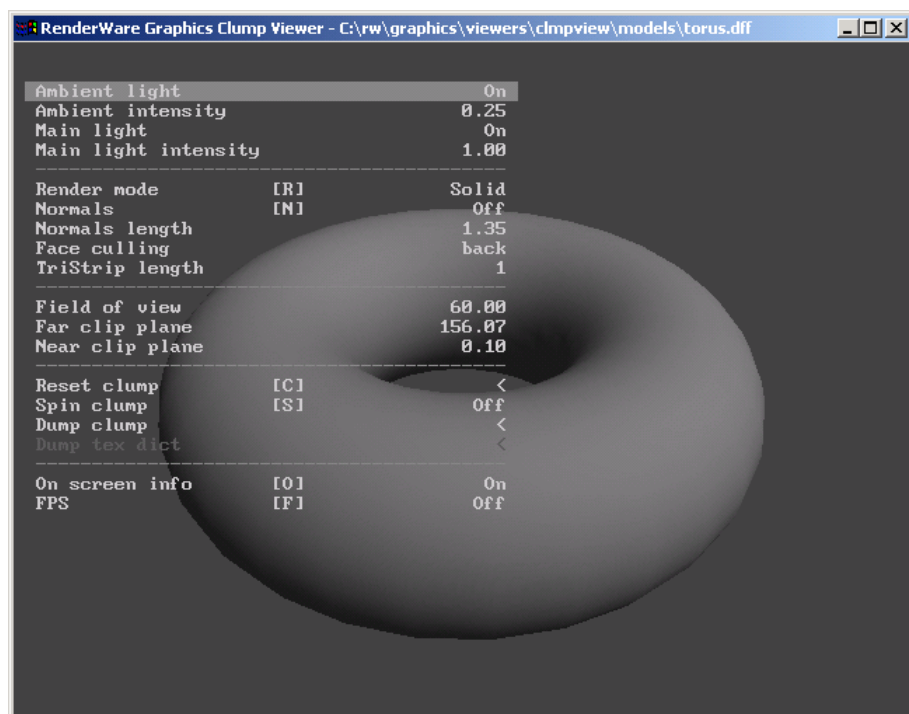 RenderWare Graphics Clump Viewer - C:\rw\graphics\viewers\clmpview\models\torus.dff
Ambient light On
Ambient intensity 0.25
Main light On
Main light intensity 1.00
Render mode [R] Solid
Normals [N] Off
Normals length 1.35
Face culling back
TriStrip length 1
Field of view 60.00
Far clip plane 156.07
Near clip plane 0.10
Reset clump [C] <
Spin clump [S] Off
Dump clump <
Dump tex dict <
On screen info [O] On
FPS [F] Off